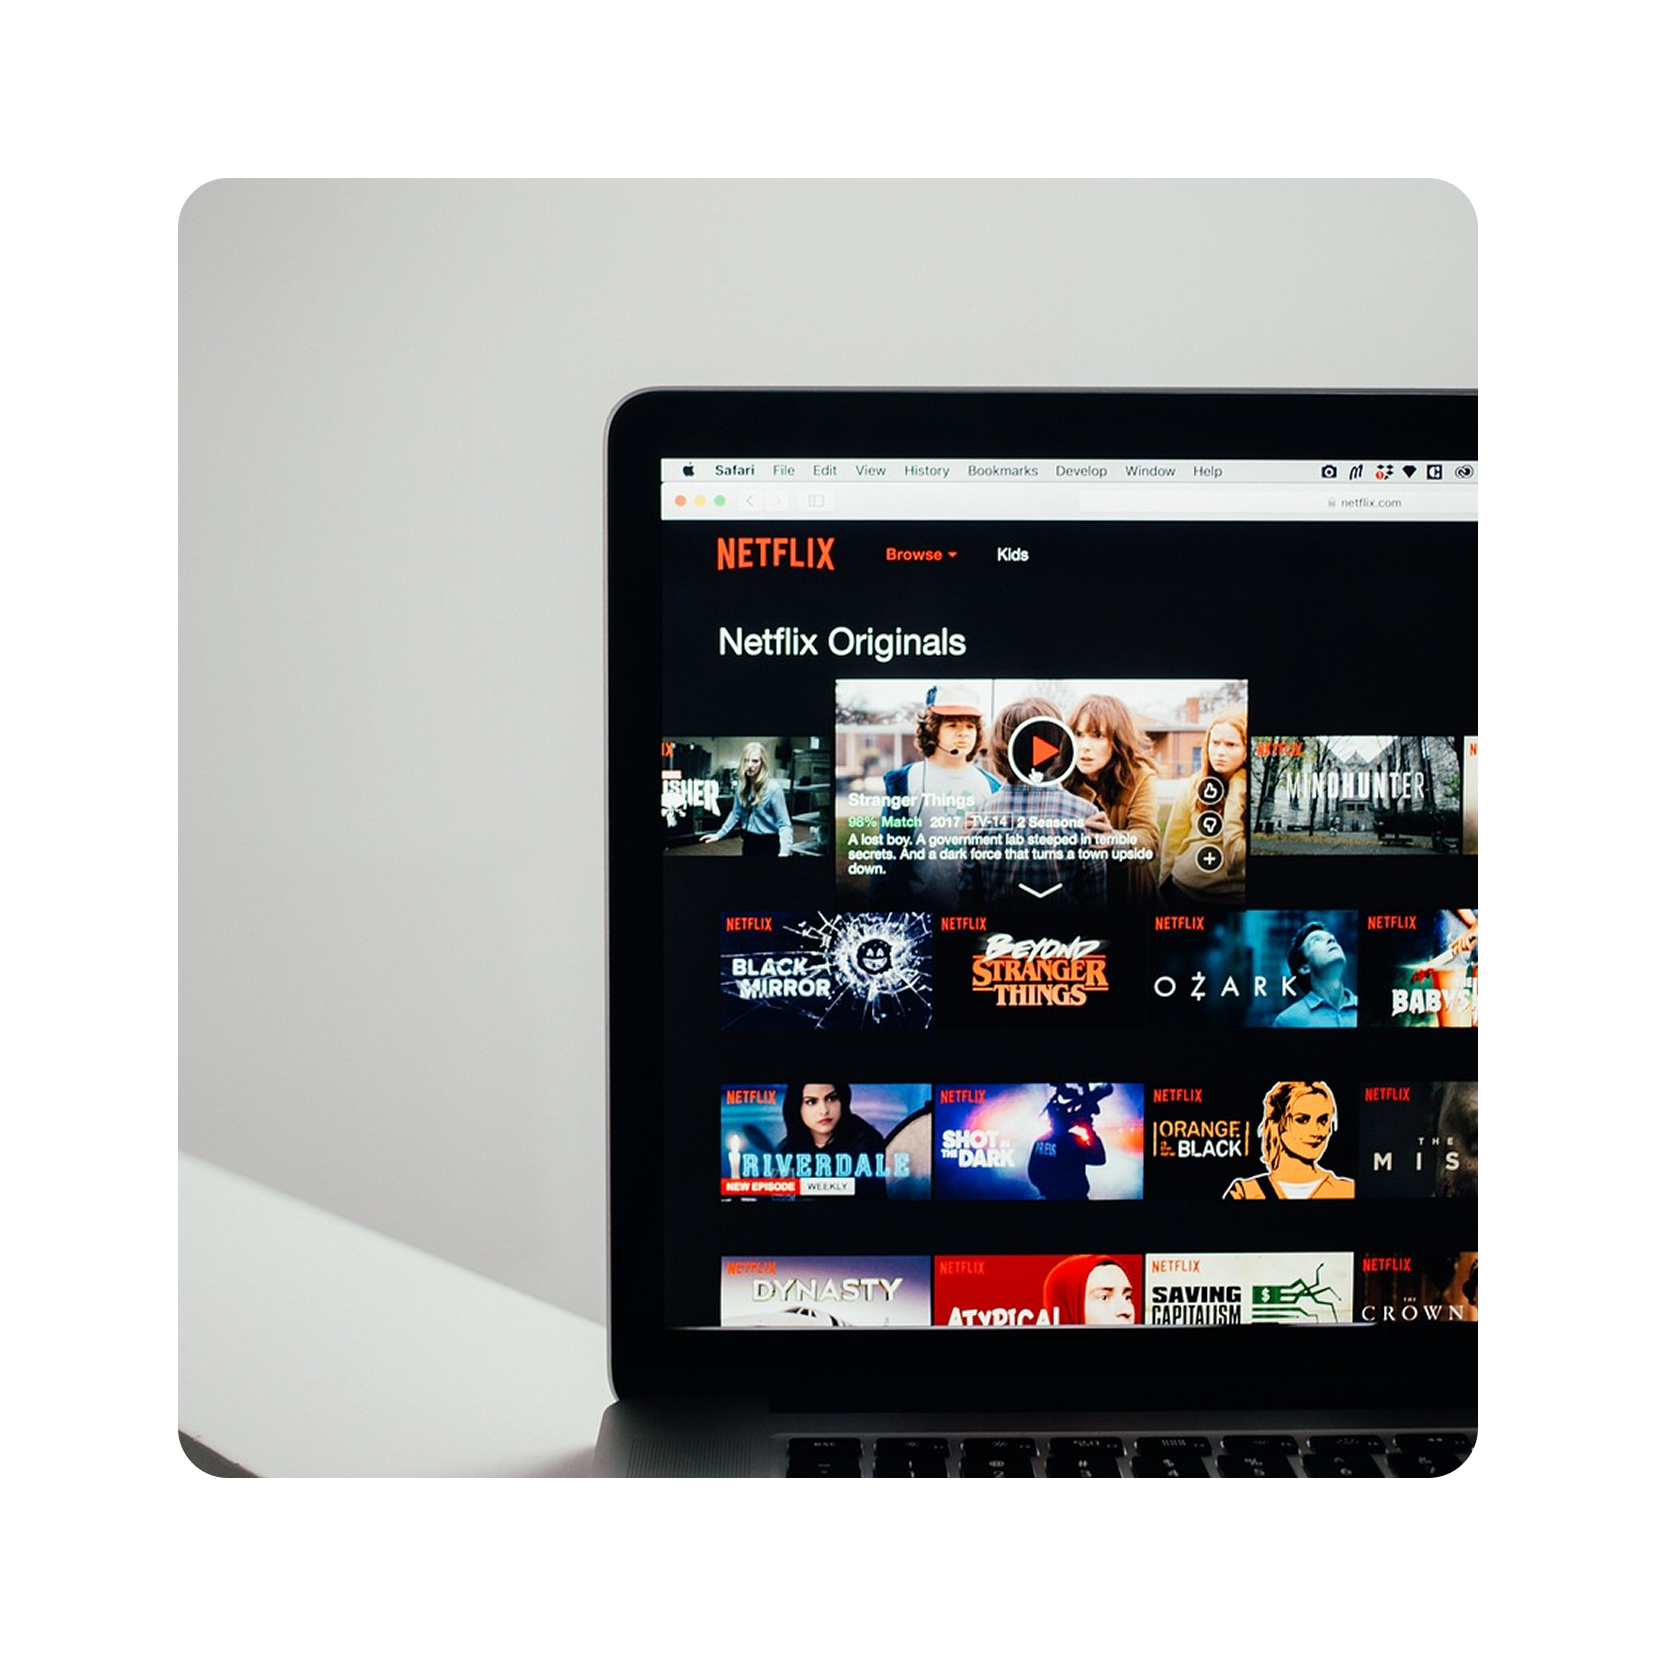 Safari File Edit View History Bookmarks Develop Window Help
netflix.com
NETFLIX Browse Kids
Netflix Originals
Stranger Things
98% Match 2017 TV-14 2 Seasons
A lost boy. A government lab steeped in terrible
secrets. And a dark force that turns a town upside
down.
NETFLIX
MINDHUNTER
NETFLIX
BLACK
MIRROR
NETFLIX
BEYOND
STRANGER
THINGS
NETFLIX
OZARK
NETFLIX
NETFLIX
RIVERDALE
NEW EPISODE WEEKLY
NETFLIX
SHOT IN
THE DARK
NETFLIX
ORANGE
IS THE NEW BLACK
NETFLIX
THE
MIS
NETFLIX
DYNASTY
NETFLIX
ATYPICAL
NETFLIX
SAVING
CAPITALISM
$
NETFLIX
THE
CROWN